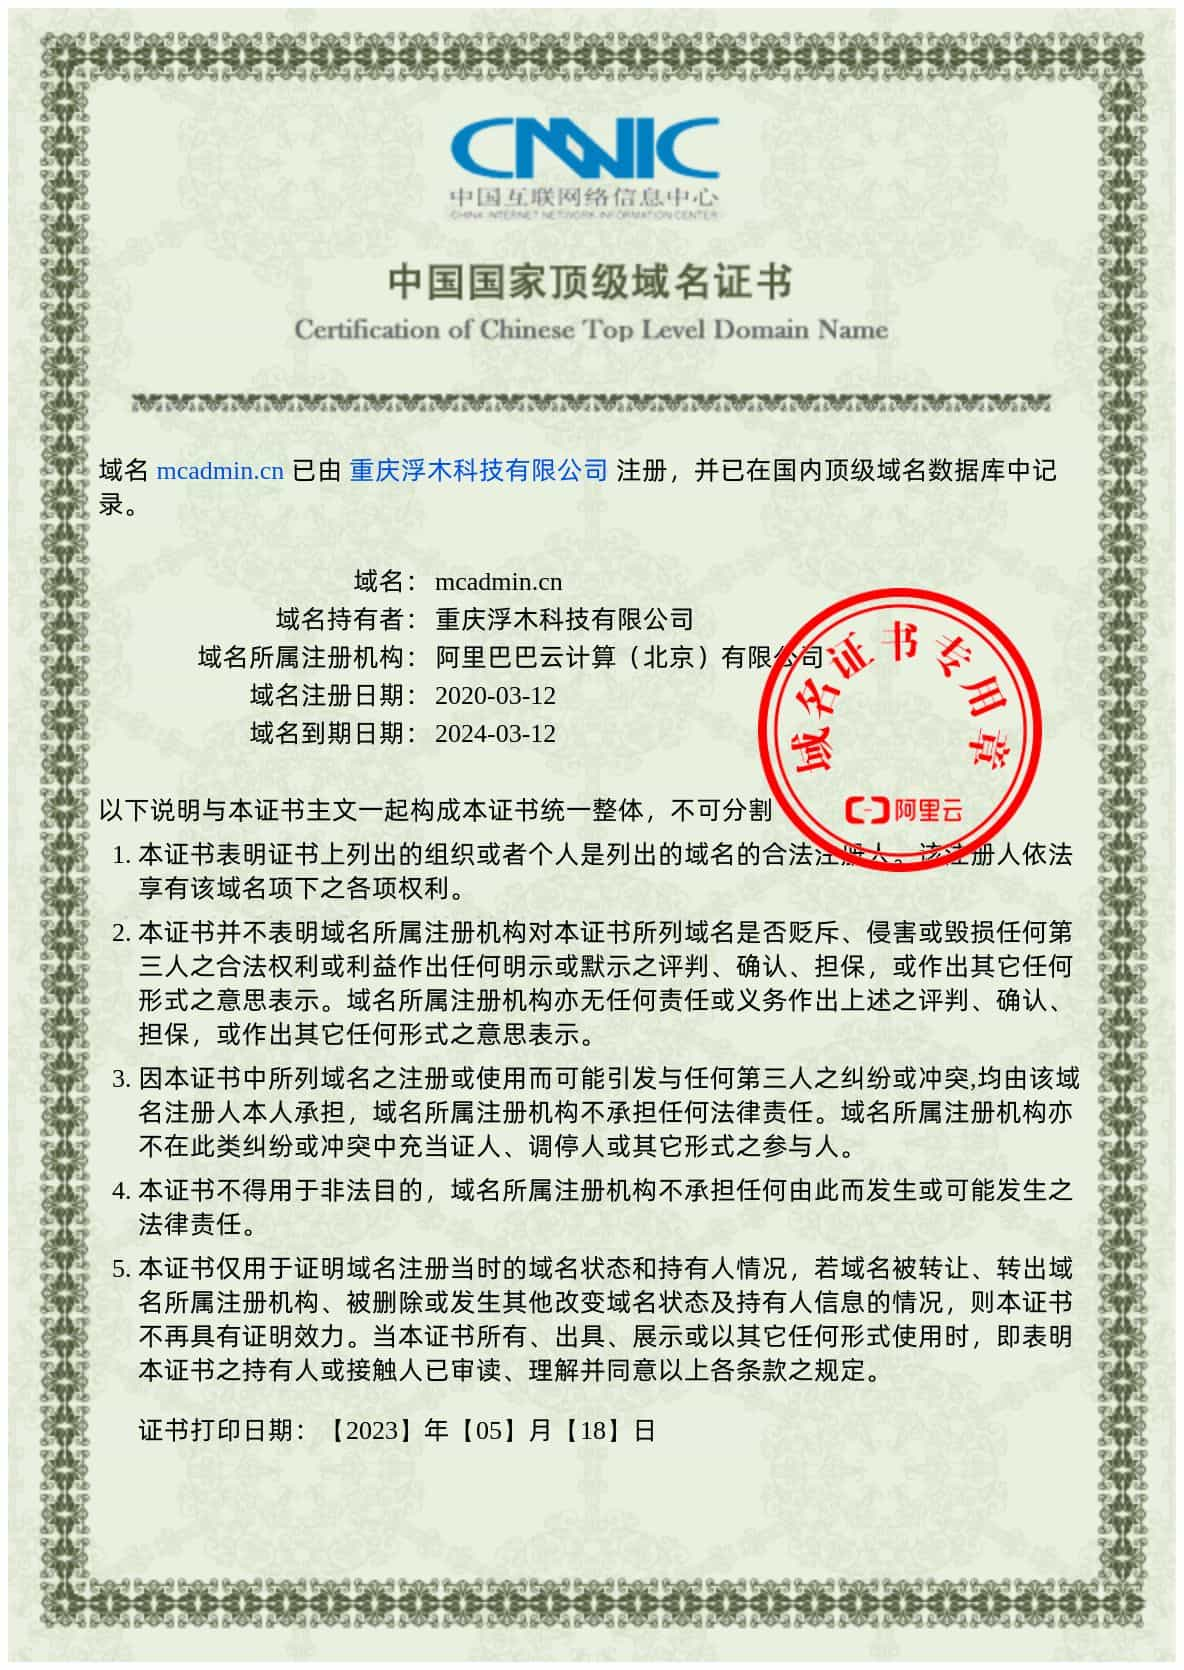 CNNIC
中国互联网络信息中心
CHINA INTERNET NETWORK INFORMATION CENTER
中国国家顶级域名证书
Certification of Chinese Top Level Domain Name
域名 mcadmin.cn 已由 重庆浮木科技有限公司 注册，并已在国内顶级域名数据库中记
录。
域名： mcadmin.cn
域名持有者： 重庆浮木科技有限公司
域名所属注册机构： 阿里巴巴云计算（北京）有限公司
域名注册日期： 2020-03-12
域名到期日期： 2024-03-12
域名证书专用章
阿里云
以下说明与本证书主文一起构成本证书统一整体，不可分割
1. 本证书表明证书上列出的组织或者个人是列出的域名的合法注册人。该注册人依法
享有该域名项下之各项权利。
2. 本证书并不表明域名所属注册机构对本证书所列域名是否贬斥、侵害或毁损任何第
三人之合法权利或利益作出任何明示或默示之评判、确认、担保，或作出其它任何
形式之意思表示。域名所属注册机构亦无任何责任或义务作出上述之评判、确认、
担保，或作出其它任何形式之意思表示。
3. 因本证书中所列域名之注册或使用而可能引发与任何第三人之纠纷或冲突,均由该域
名注册人本人承担，域名所属注册机构不承担任何法律责任。域名所属注册机构亦
不在此类纠纷或冲突中充当证人、调停人或其它形式之参与人。
4. 本证书不得用于非法目的，域名所属注册机构不承担任何由此而发生或可能发生之
法律责任。
5. 本证书仅用于证明域名注册当时的域名状态和持有人情况，若域名被转让、转出域
名所属注册机构、被删除或发生其他改变域名状态及持有人信息的情况，则本证书
不再具有证明效力。当本证书所有、出具、展示或以其它任何形式使用时，即表明
本证书之持有人或接触人已审读、理解并同意以上各条款之规定。
证书打印日期：【2023】年【05】月【18】日